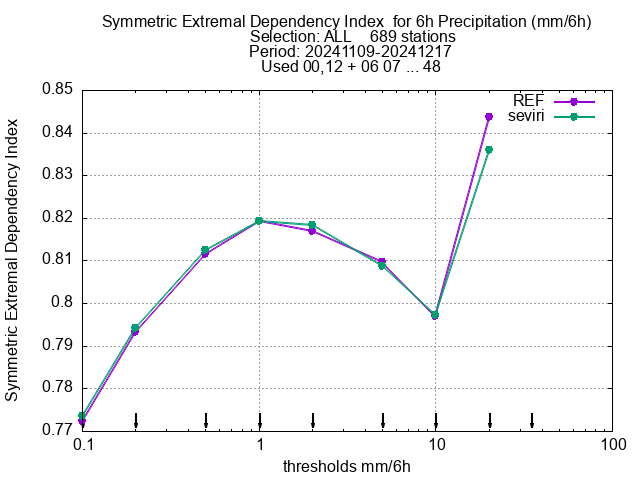 Symmetric Extremal Dependency Index  for 6h Precipitation (mm/6h)
Selection: ALL    689 stations
Period: 20241109-20241217
Used 00,12 + 06 07 ... 48
REF
seviri
0.85
0.84
0.83
0.82
0.81
0.8
0.79
0.78
0.77
Symmetric Extremal Dependency Index
0.1 1 10 100
thresholds mm/6h